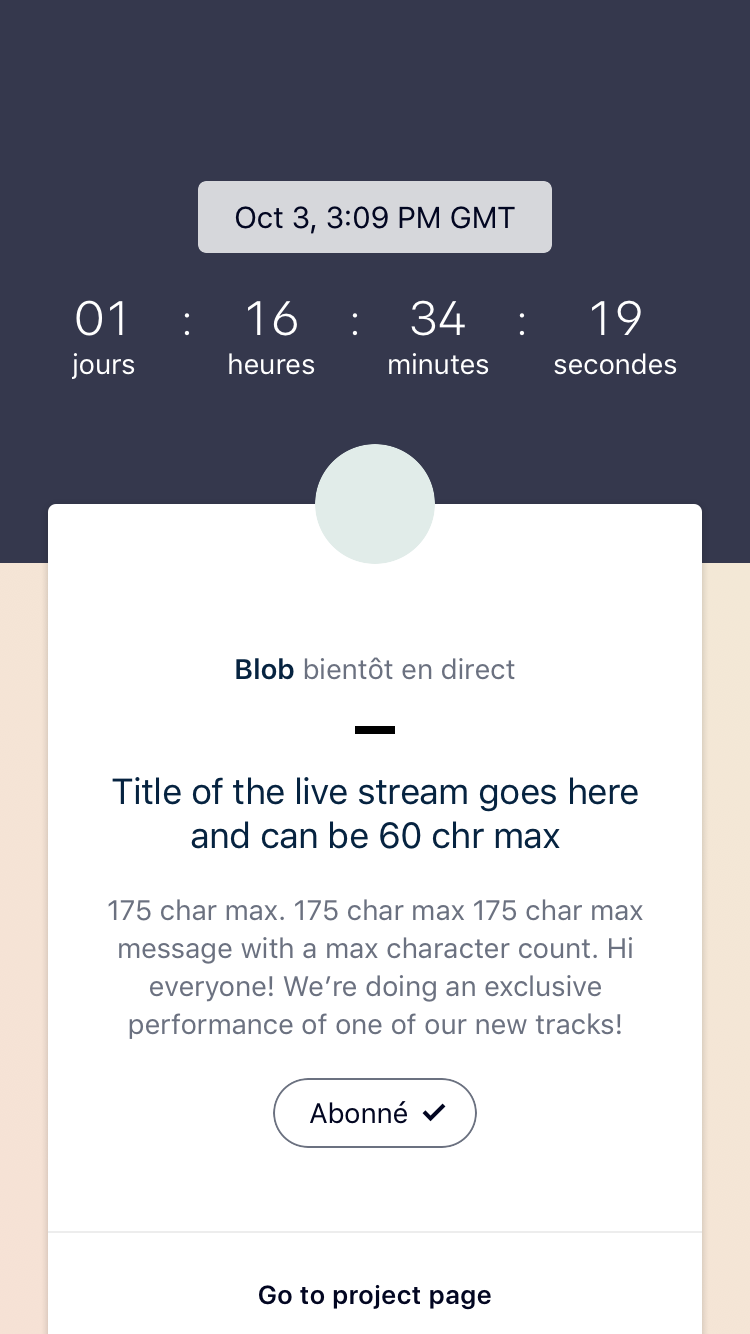 Oct 3, 3:09 PM GMT
01 : 16 : 34 : 19
jours heures minutes secondes
Blob bientôt en direct
Title of the live stream goes here
and can be 60 chr max
175 char max. 175 char max 175 char max
message with a max character count. Hi
everyone! We’re doing an exclusive
performance of one of our new tracks!
Abonné
Go to project page